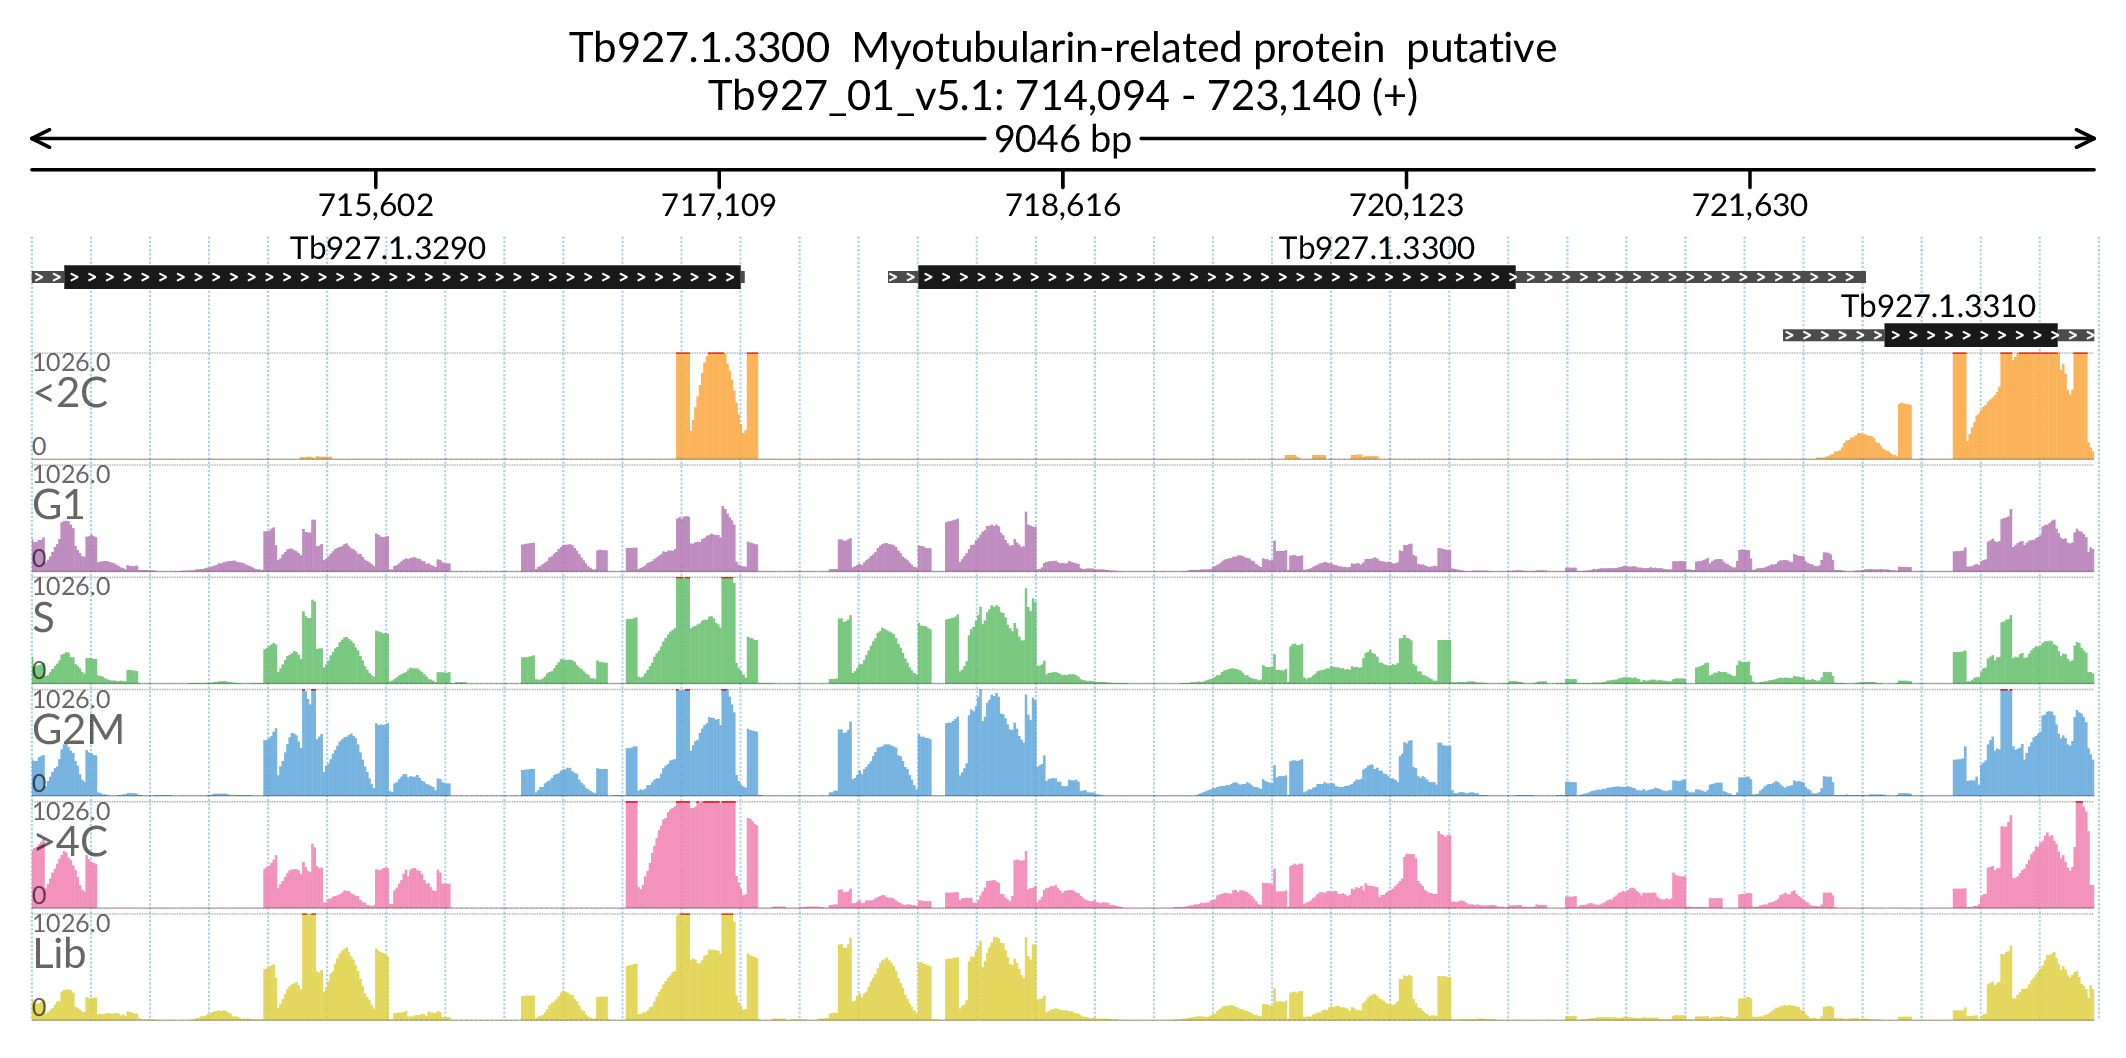 Tb927.1.3300  Myotubularin-related protein  putative
Tb927_01_v5.1: 714,094 - 723,140 (+)
9046 bp
715,602 717,109 718,616 720,123 721,630
Tb927.1.3290 Tb927.1.3300
Tb927.1.3310
1026.0
<2C
0
1026.0
G1
0
1026.0
S
0
1026.0
G2M
0
1026.0
>4C
0
1026.0
Lib
0